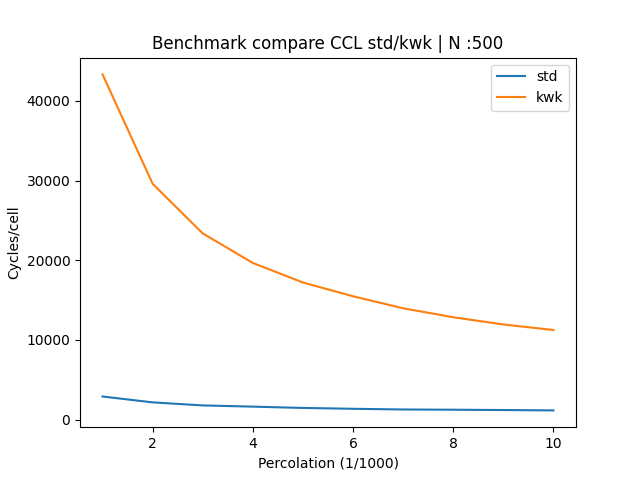 Benchmark compare CCL std/kwk | N :500
std
kwk
40000
30000
20000
10000
0
Cycles/cell
2 4 6 8 10
Percolation (1/1000)